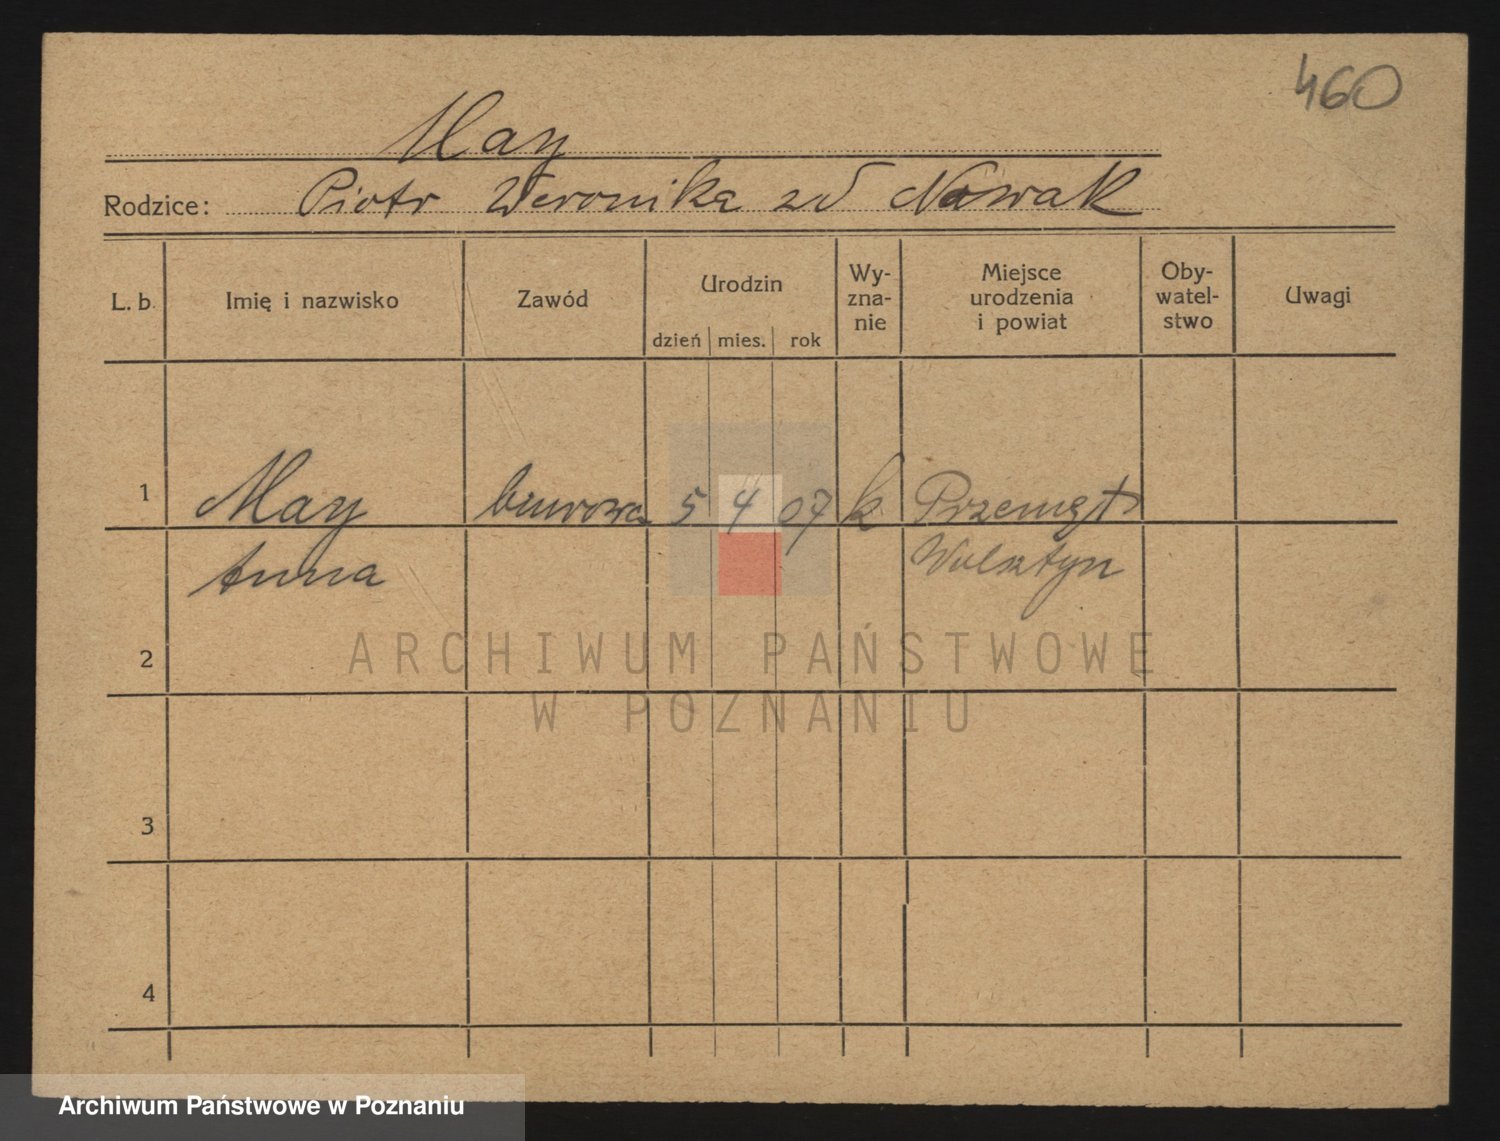 460
May
Rodzice: Piotr Weronika zd Nowak
L. b. Imię i nazwisko Zawód Urodzin Wy-zna-nie Miejsce urodzenia i powiat Oby-watel-stwo Uwagi
dzień mies. rok
1 May biurowa 5 4 07 k Przemęt
Anna Wolsztyn
2
3
4
ARCHIWUM PAŃSTWOWE
W POZNANIU
Archiwum Państwowe w Poznaniu